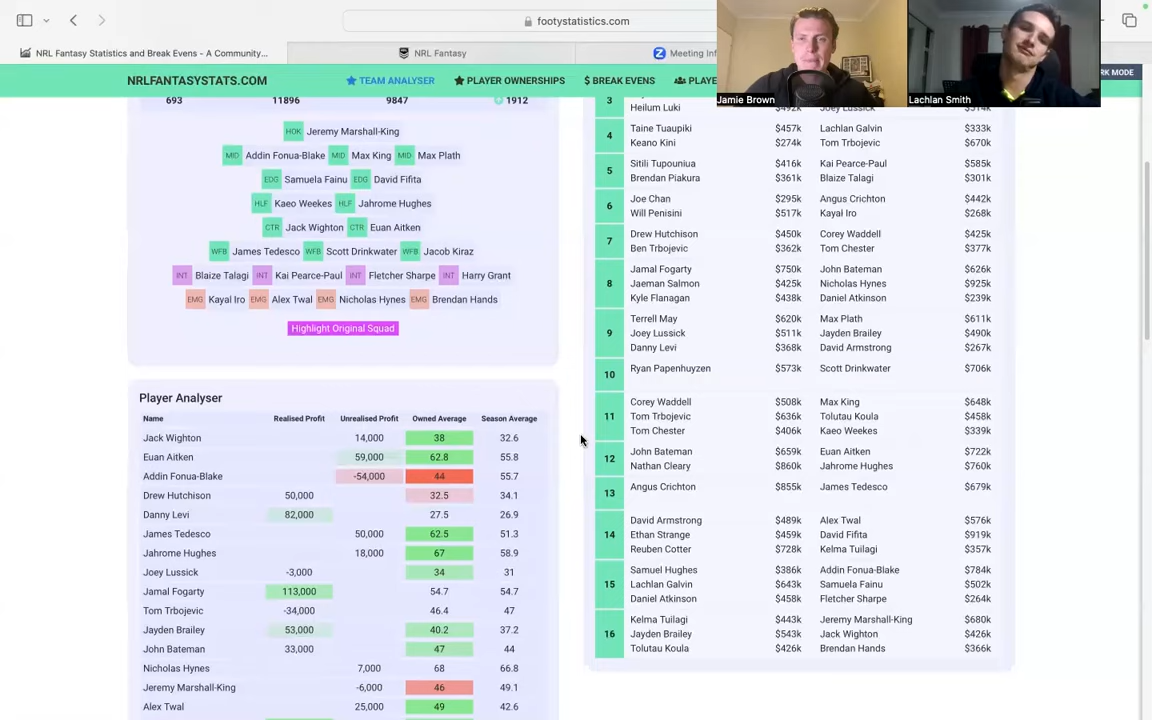 footystatistics.com
NRL Fantasy Statistics and Break Evens - A Community...
NRL Fantasy
Meeting Inf
NRLFANTASYSTATS.COM
TEAM ANALYSER
PLAYER OWNERSHIPS
$ BREAK EVENS
PLAYE
RK MODE
Jamie Brown
Lachlan Smith
693 11896 9847 1912
HOK Jeremy Marshall-King
MID Addin Fonua-Blake MID Max King MID Max Plath
EDG Samuela Fainu EDG David Fifita
HLF Kaeo Weekes HLF Jahrome Hughes
CTR Jack Wighton CTR Euan Aitken
WFB James Tedesco WFB Scott Drinkwater WFB Jacob Kiraz
INT Blaize Talagi INT Kai Pearce-Paul INT Fletcher Sharpe INT Harry Grant
EMG Kayal Iro EMG Alex Twal EMG Nicholas Hynes EMG Brendan Hands
Highlight Original Squad
Player Analyser
Name Realised Profit Unrealised Profit Owned Average Season Average
Jack Wighton 14,000 38 32.6
Euan Aitken 59,000 62.8 55.8
Addin Fonua-Blake -54,000 44 55.7
Drew Hutchison 50,000 32.5 34.1
Danny Levi 82,000 27.5 26.9
James Tedesco 50,000 62.5 51.3
Jahrome Hughes 18,000 67 58.9
Joey Lussick -3,000 34 31
Jamal Fogarty 113,000 54.7 54.7
Tom Trbojevic -34,000 46.4 47
Jayden Brailey 53,000 40.2 37.2
John Bateman 33,000 47 44
Nicholas Hynes 7,000 68 66.8
Jeremy Marshall-King -6,000 46 49.1
Alex Twal 25,000 49 42.6
3
Heilum Luki $492k Joey Lussick $314k
4
Taine Tuaupiki $457k Lachlan Galvin $333k
Keano Kini $274k Tom Trbojevic $670k
5
Sitili Tupouniua $416k Kai Pearce-Paul $585k
Brendan Piakura $361k Blaize Talagi $301k
6
Joe Chan $295k Angus Crichton $442k
Will Penisini $517k Kayal Iro $268k
7
Drew Hutchison $450k Corey Waddell $425k
Ben Trbojevic $362k Tom Chester $377k
8
Jamal Fogarty $750k John Bateman $626k
Jaeman Salmon $425k Nicholas Hynes $925k
Kyle Flanagan $438k Daniel Atkinson $239k
9
Terrell May $620k Max Plath $611k
Joey Lussick $511k Jayden Brailey $490k
Danny Levi $368k David Armstrong $267k
10
Ryan Papenhuyzen $573k Scott Drinkwater $706k
11
Corey Waddell $508k Max King $648k
Tom Trbojevic $636k Tolutau Koula $458k
Tom Chester $406k Kaeo Weekes $339k
12
John Bateman $659k Euan Aitken $722k
Nathan Cleary $860k Jahrome Hughes $760k
13
Angus Crichton $855k James Tedesco $679k
14
David Armstrong $489k Alex Twal $576k
Ethan Strange $459k David Fifita $919k
Reuben Cotter $728k Kelma Tuilagi $357k
15
Samuel Hughes $386k Addin Fonua-Blake $784k
Lachlan Galvin $643k Samuela Fainu $502k
Daniel Atkinson $458k Fletcher Sharpe $264k
16
Kelma Tuilagi $443k Jeremy Marshall-King $680k
Jayden Brailey $543k Jack Wighton $426k
Tolutau Koula $426k Brendan Hands $366k